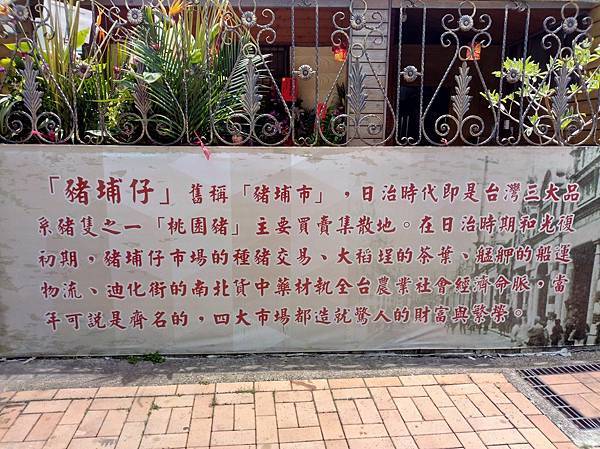 「豬埔仔」舊稱「豬埔市」，日治時代即是台灣三大品
系豬隻之一「桃園豬」主要買賣集散地。在日治時期和光復
初期，豬埔仔市場的種豬交易、大稻埕的茶葉、艋舺的船運
物流、迪化街的南北貨中藥材執全台農業社會經濟命脈，當
年可說是齊名的，四大市場都造就驚人的財富與繁榮。